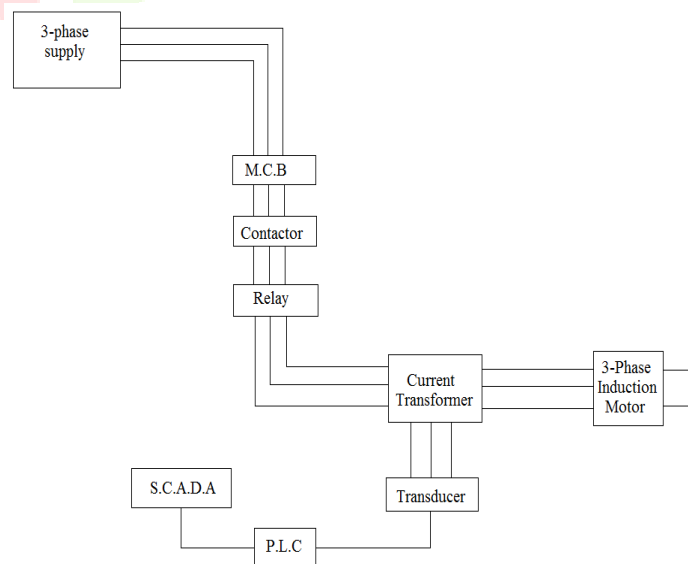 3-phase
supply
M.C.B
Contactor
Relay
Current
Transformer
3-Phase
Induction
Motor
S.C.A.D.A
Transducer
P.L.C